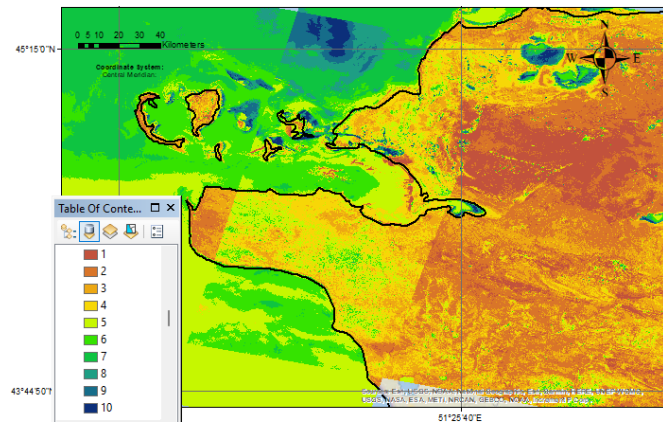 45°15'0"N
0 5 10 20 30 40
Kilometers
Coordinate System:
Central Meridian:
N
W E
S
Table Of Conte...
1
2
3
4
5
6
7
8
9
10
43°44'50"
51°25'40"E
USGS, NASA, ESA, METI, NRCAN, GEBCO, NOAA,